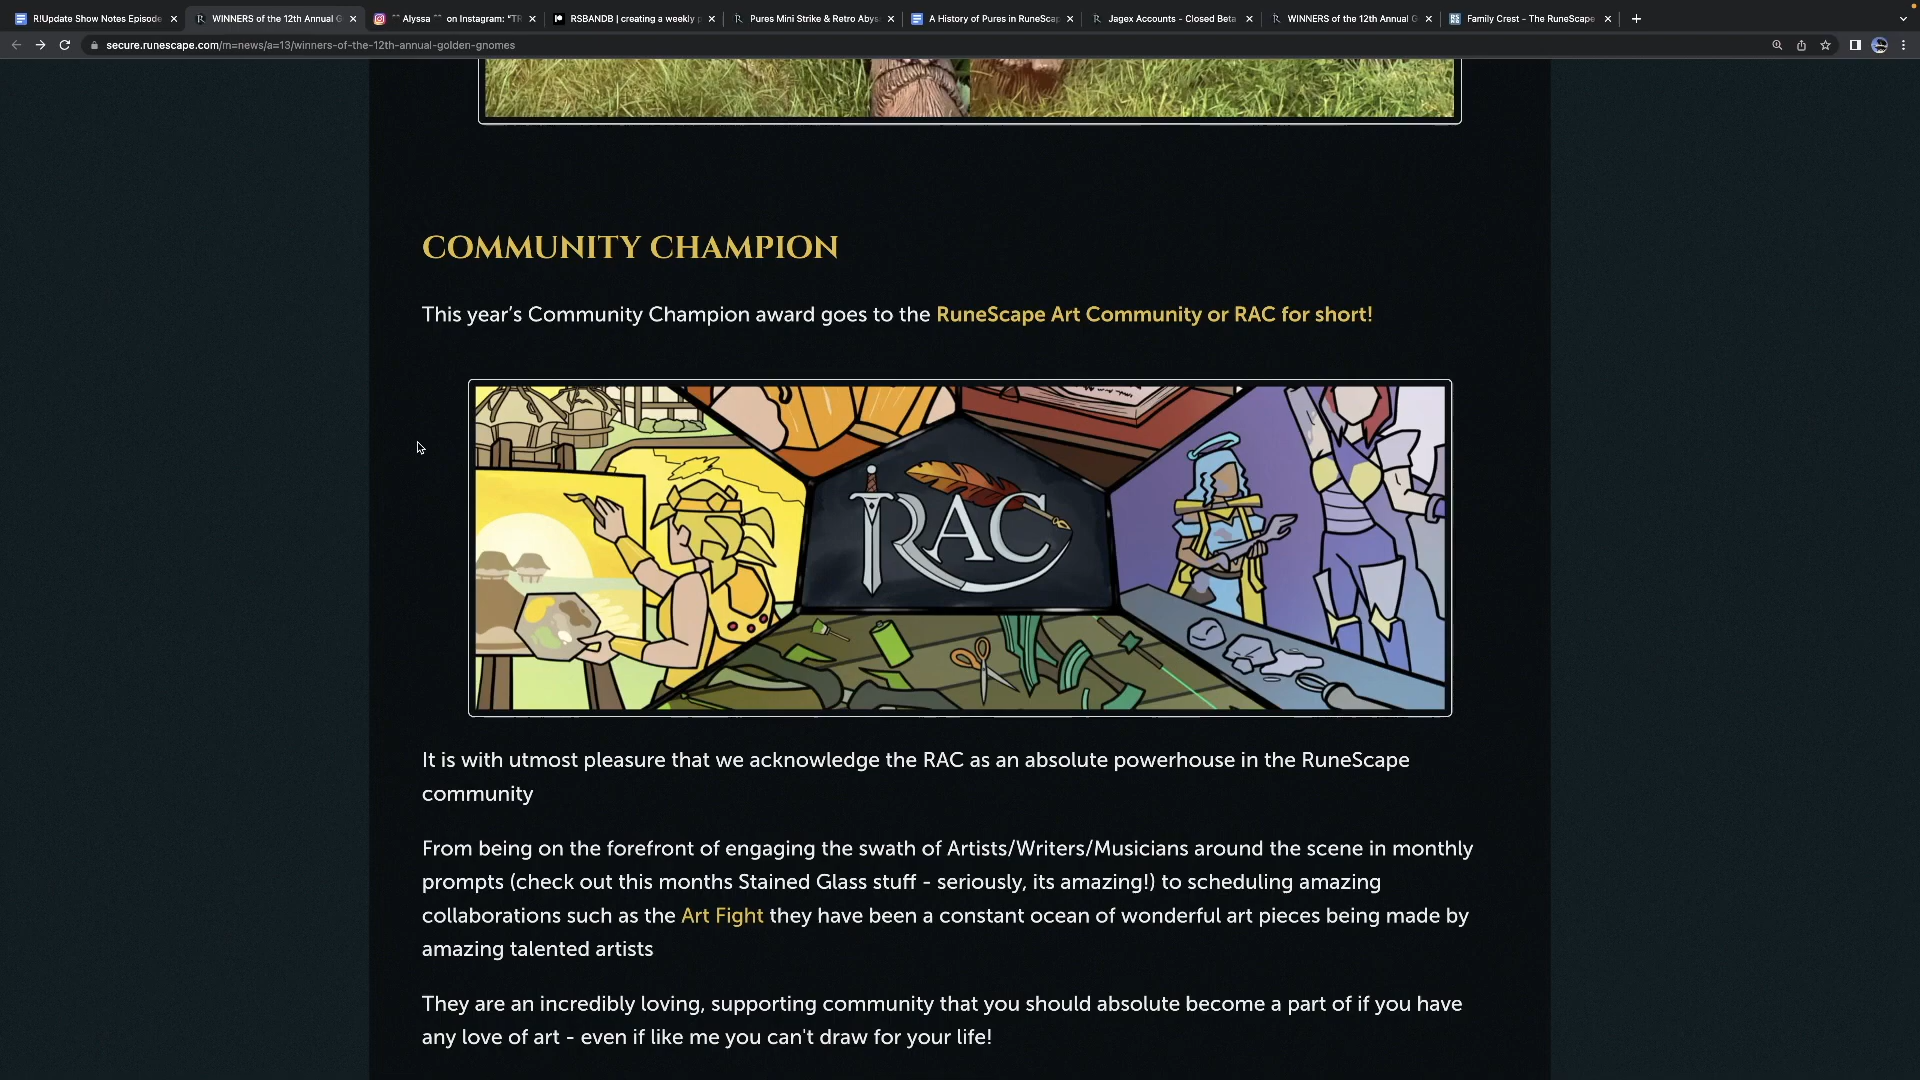 R!Update Show Notes Episode
WINNERS of the 12th Annual G
Alyssa on Instagram: "TR
RSBANDB | creating a weekly p
Pures Mini Strike & Retro Abys
A History of Pures in RuneScap
Jagex Accounts - Closed Beta
WINNERS of the 12th Annual G
Family Crest - The RuneScape
secure.runescape.com/m=news/a=13/winners-of-the-12th-annual-golden-gnomes
COMMUNITY CHAMPION
This year's Community Champion award goes to the RuneScape Art Community or RAC for short!
RAC
It is with utmost pleasure that we acknowledge the RAC as an absolute powerhouse in the RuneScape
community
From being on the forefront of engaging the swath of Artists/Writers/Musicians around the scene in monthly
prompts (check out this months Stained Glass stuff - seriously, its amazing!) to scheduling amazing
collaborations such as the Art Fight they have been a constant ocean of wonderful art pieces being made by
amazing talented artists
They are an incredibly loving, supporting community that you should absolute become a part of if you have
any love of art - even if like me you can't draw for your life!